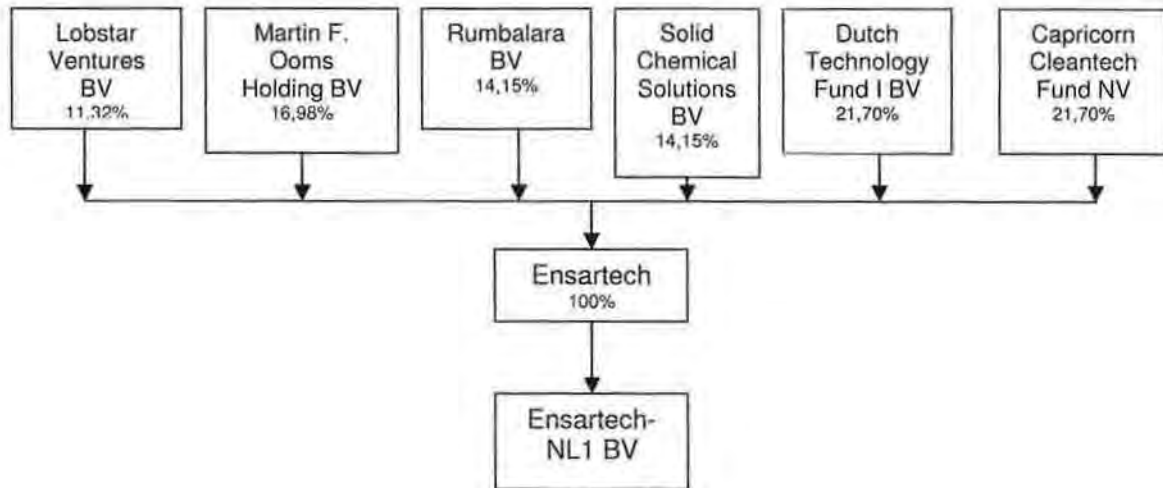 Lobstar
Ventures
BV
11,32%
Martin F.
Ooms
Holding BV
16,98%
Rumbalara
BV
14,15%
Solid
Chemical
Solutions
BV
14,15%
Dutch
Technology
Fund I BV
21,70%
Capricorn
Cleantech
Fund NV
21,70%
Ensartech
100%
Ensartech-
NL1 BV